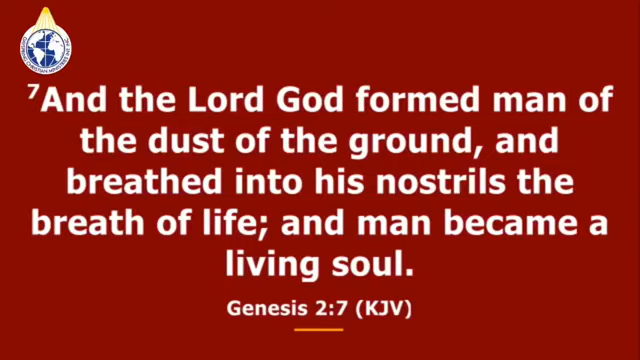 ⁷And the Lord God formed man of
the dust of the ground, and
breathed into his nostrils the
breath of life; and man became a
living soul.
Genesis 2:7 (KJV)